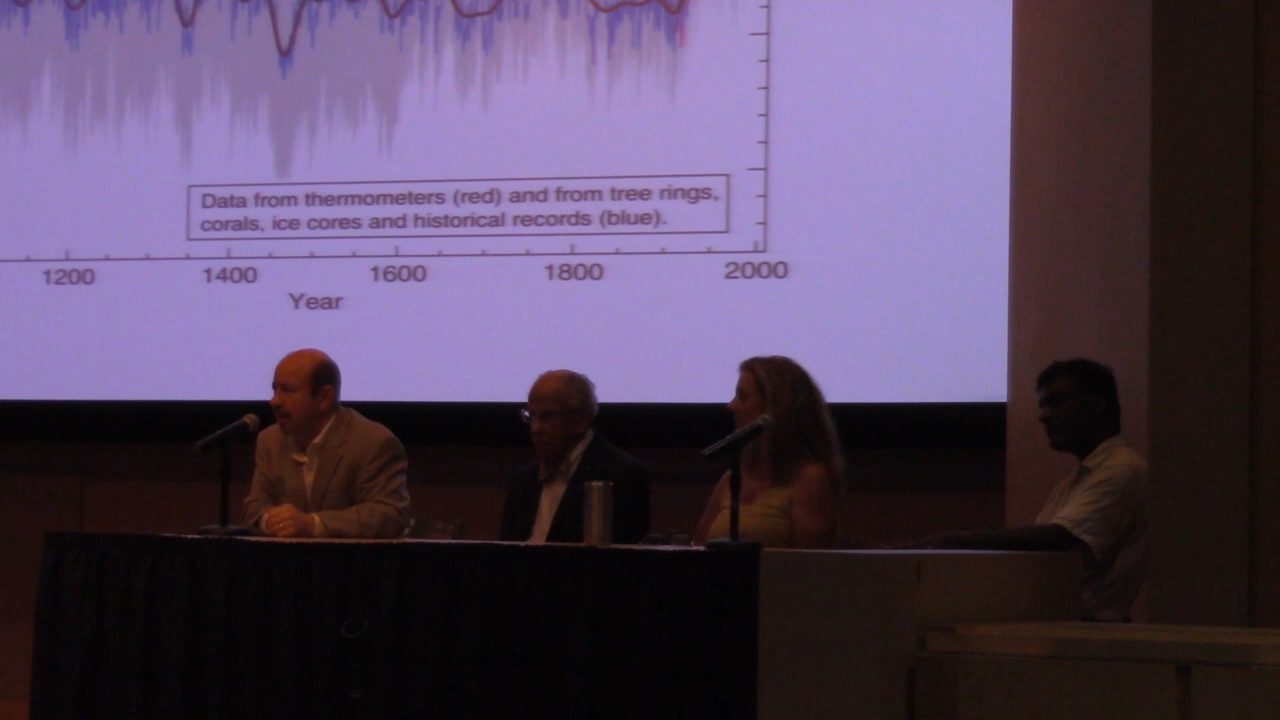 Data from thermometers (red) and from tree rings,
corals, ice cores and historical records (blue).
1200 1400 1600 1800 2000
Year